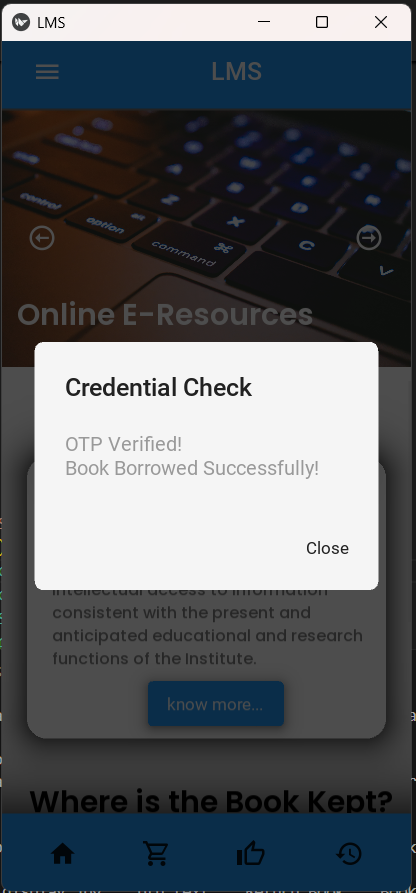 LMS
LMS
control
option
alt
command
⌘
Z
X
C
V
Online E-Resources
Credential Check
OTP Verified!
Book Borrowed Successfully!
Close
intellectual access to information
consistent with the present and
anticipated educational and research
functions of the Institute.
know more...
Where is the Book Kept?